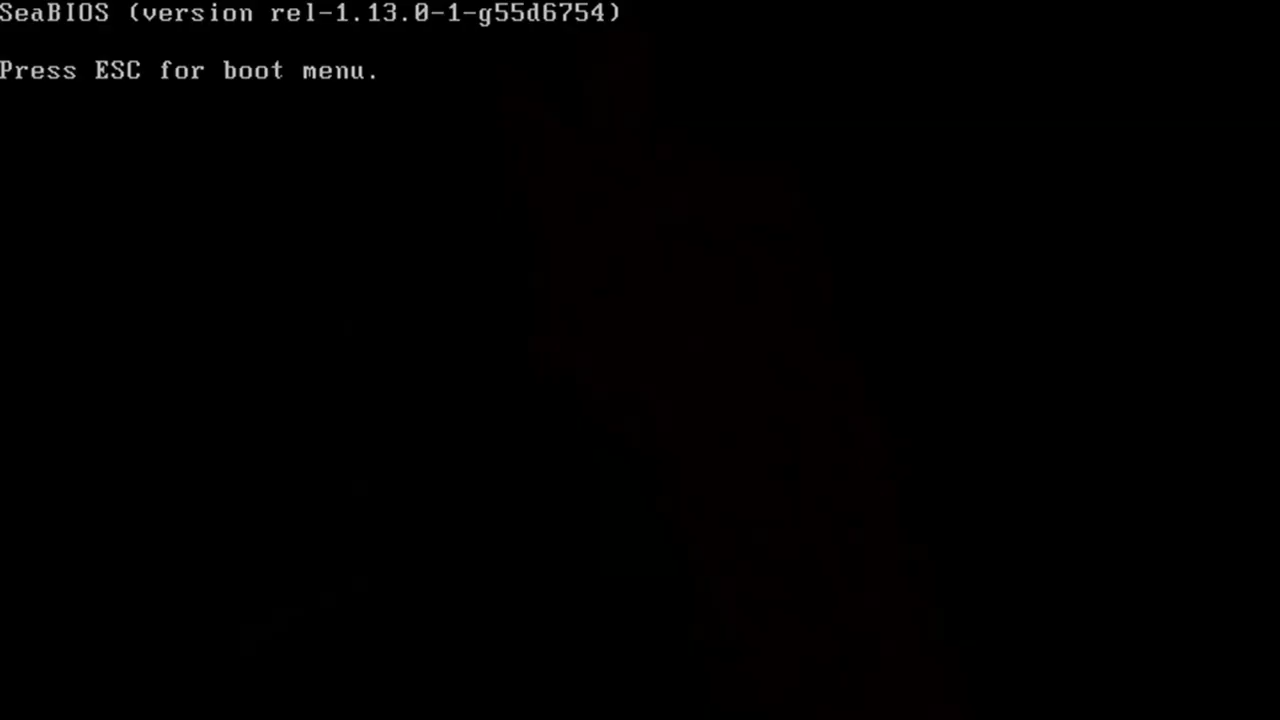 SeaBIOS (version rel-1.13.0-1-g55d6754)
Press ESC for boot menu.